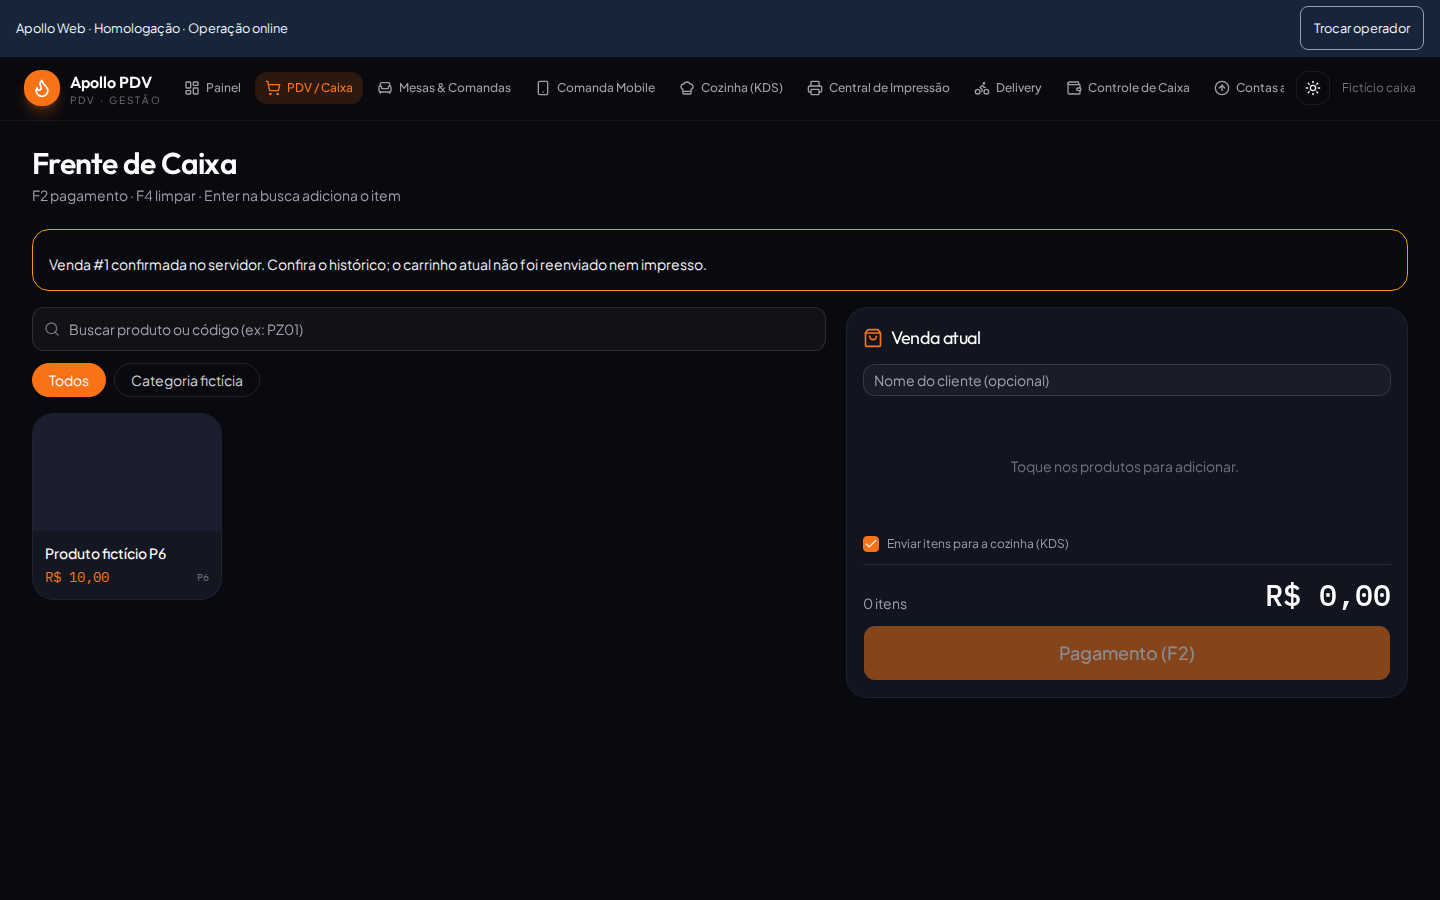 Apollo Web · Homologação · Operação online
Trocar operador
Apollo PDV
PDV · GESTÃO
Painel
PDV / Caixa
Mesas & Comandas
Comanda Mobile
Cozinha (KDS)
Central de Impressão
Delivery
Controle de Caixa
Contas a
Fictício caixa
Frente de Caixa
F2 pagamento · F4 limpar · Enter na busca adiciona o item
Venda #1 confirmada no servidor. Confira o histórico; o carrinho atual não foi reenviado nem impresso.
Buscar produto ou código (ex: PZ01)
Todos
Categoria fictícia
Produto fictício P6
R$ 10,00
P6
Venda atual
Nome do cliente (opcional)
Toque nos produtos para adicionar.
Enviar itens para a cozinha (KDS)
0 itens
R$ 0,00
Pagamento (F2)